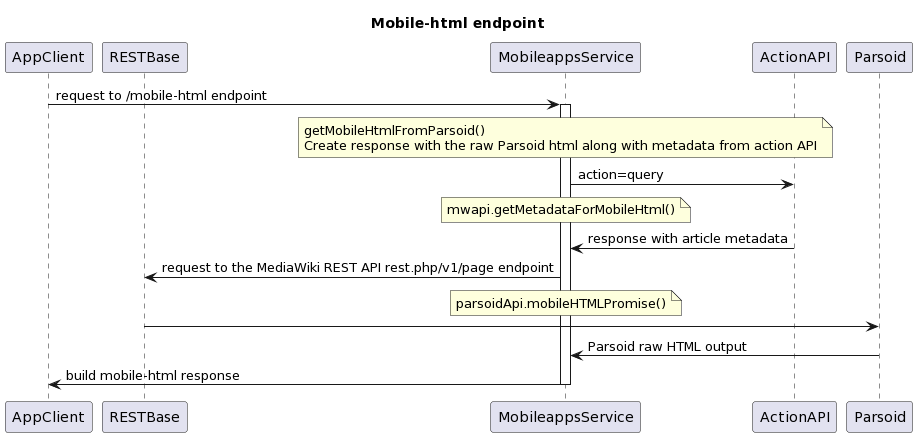 Mobile-html endpoint
AppClient
RESTBase
MobileappsService
ActionAPI
Parsoid
request to /mobile-html endpoint
getMobileHtmlFromParsoid()
Create response with the raw Parsoid html along with metadata from action API
action=query
mwapi.getMetadataForMobileHtml()
response with article metadata
request to the MediaWiki REST API rest.php/v1/page endpoint
parsoidApi.mobileHTMLPromise()
Parsoid raw HTML output
build mobile-html response
AppClient
RESTBase
MobileappsService
ActionAPI
Parsoid